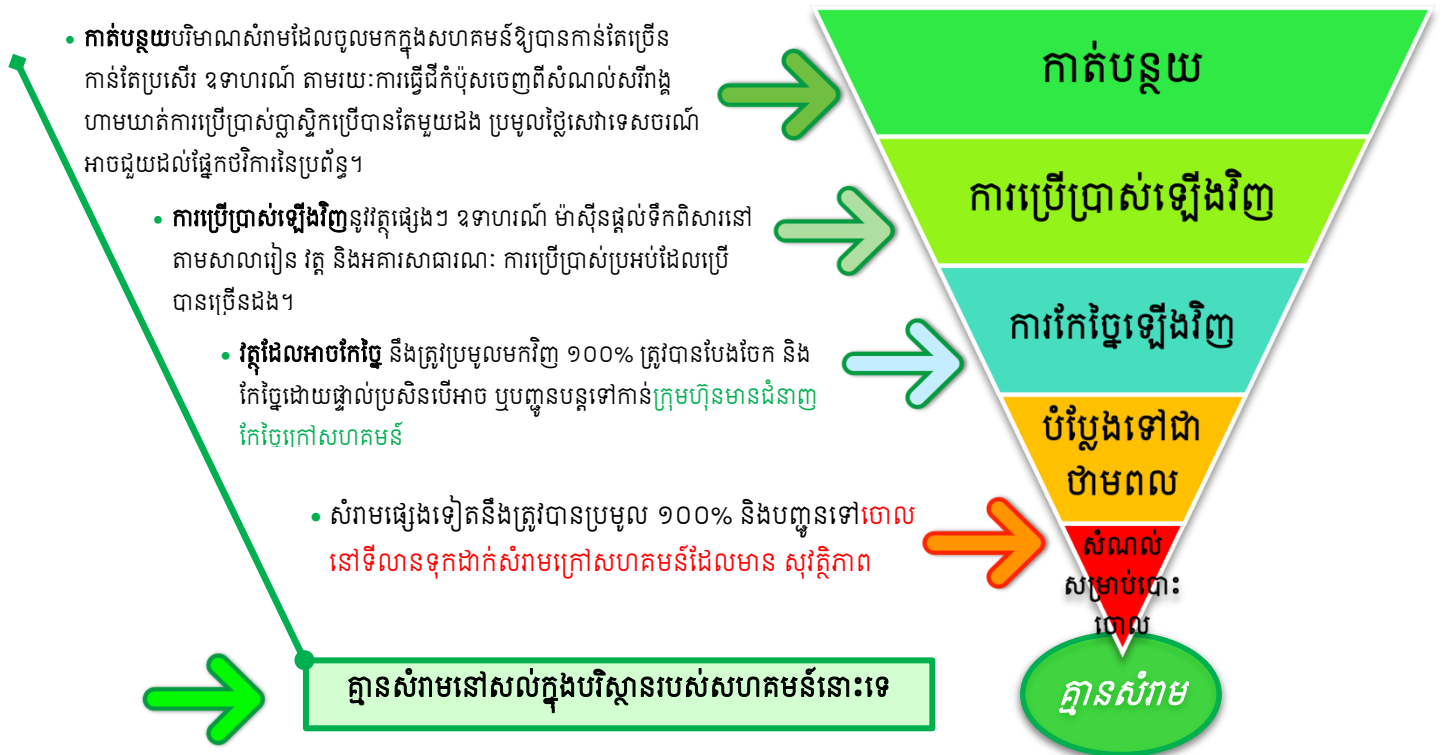 • កាត់បន្ថយបរិមាណសំរាមដែលចូលមកក្នុងសហគមន៍ឱ្យបានកាន់តែច្រើន
កាន់តែប្រសើរ ឧទាហរណ៍ តាមរយៈការធ្វើជីកំប៉ុសចេញពីសំណល់សរីរាង្គ
ហាមឃាត់ការប្រើប្រាស់ប្លាស្ទិកប្រើបានតែមួយដង ប្រមូលថ្លៃសេវាទេសចរណ៍
អាចជួយដល់ផ្នែកថវិការនៃប្រព័ន្ធ។
• ការប្រើប្រាស់ឡើងវិញនូវវត្ថុផ្សេងៗ ឧទាហរណ៍ ម៉ាស៊ីនផ្តល់ទឹកពិសារនៅ
តាមសាលារៀន វត្ត និងអគារសាធារណៈ ការប្រើប្រាស់ប្រអប់ដែលប្រើ
បានច្រើនដង។
• វត្ថុដែលអាចកែច្នៃ នឹងត្រូវប្រមូលមកវិញ ១០០% ត្រូវបានបែងចែក និង
កែច្នៃដោយផ្ទាល់ប្រសិនបើអាច ឬបញ្ជូនបន្តទៅកាន់ក្រុមហ៊ុនមានជំនាញ
កែច្នៃក្រៅសហគមន៍
• សំរាមផ្សេងទៀតនឹងត្រូវបានប្រមូល ១០០% និងបញ្ជូនទៅចោល
នៅទីលានទុកដាក់សំរាមក្រៅសហគមន៍ដែលមាន សុវត្ថិភាព
គ្មានសំរាមនៅសល់ក្នុងបរិស្ថានរបស់សហគមន៍នោះទេ
កាត់បន្ថយ
ការប្រើប្រាស់ឡើងវិញ
ការកែច្នៃឡើងវិញ
បំប្លែងទៅជា
ថាមពល
សំណល់
សម្រាប់បោះ
ចោល
គ្មានសំរាម